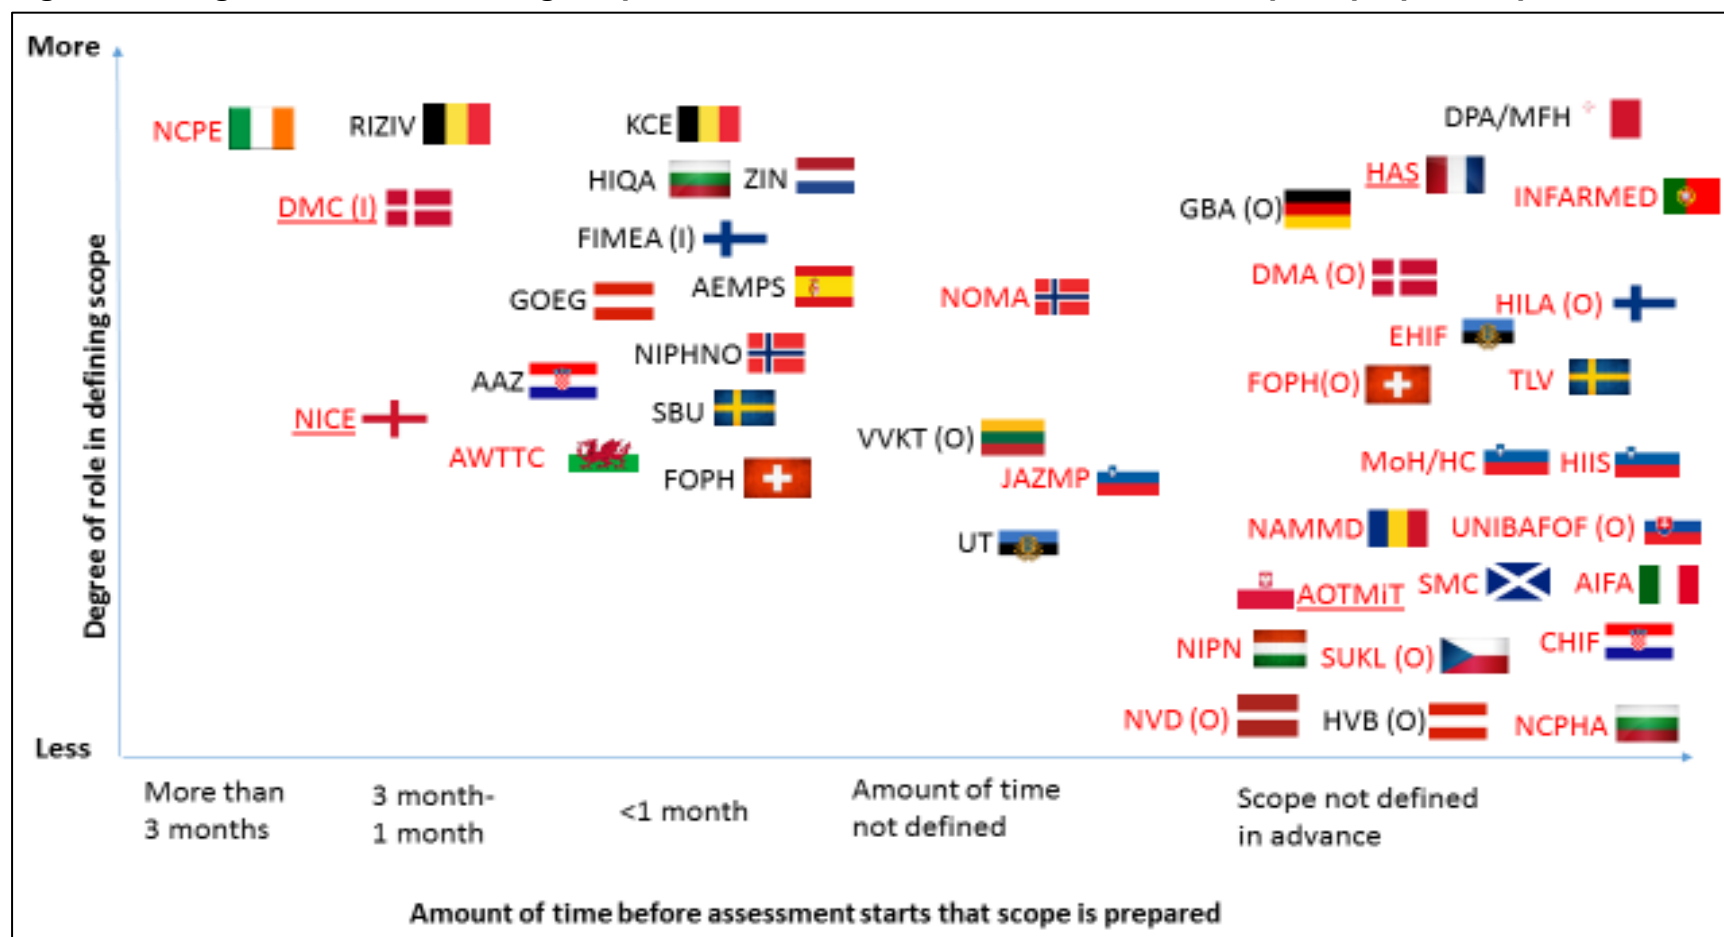 More
NCPE
RIZIV
KCE
DPA/MFH
HIQA
ZIN
HAS
INFARMED
DMC (I)
GBA (O)
FIMEA (I)
DMA (O)
GOEG
AEMPS
NOMA
HILA (O)
EHIF
NIPHNO
AAZ
FOPH(O)
TLV
NICE
SBU
VVKT (O)
AWTTC
MoH/HC
HIIS
FOPH
JAZMP
UT
NAMMD
UNIBAFOF (O)
AOTMiT
SMC
AIFA
NIPN
SUKL (O)
CHIF
NVD (O)
HVB (O)
NCPHA
Less
Degree of role in defining scope
More than
3 months
3 month-
1 month
<1 month
Amount of time
not defined
Scope not defined
in advance
Amount of time before assessment starts that scope is prepared